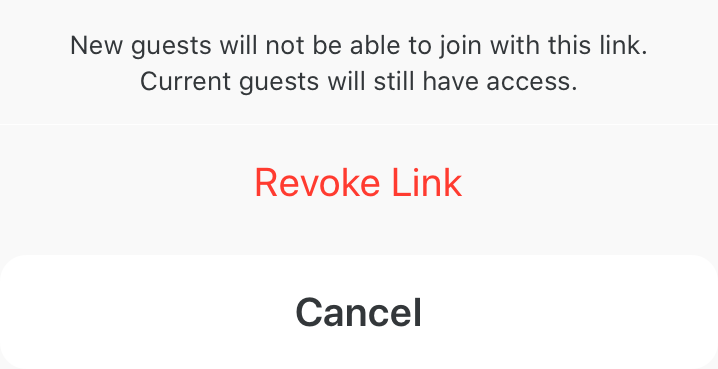 New guests will not be able to join with this link.
Current guests will still have access.
Revoke Link
Cancel